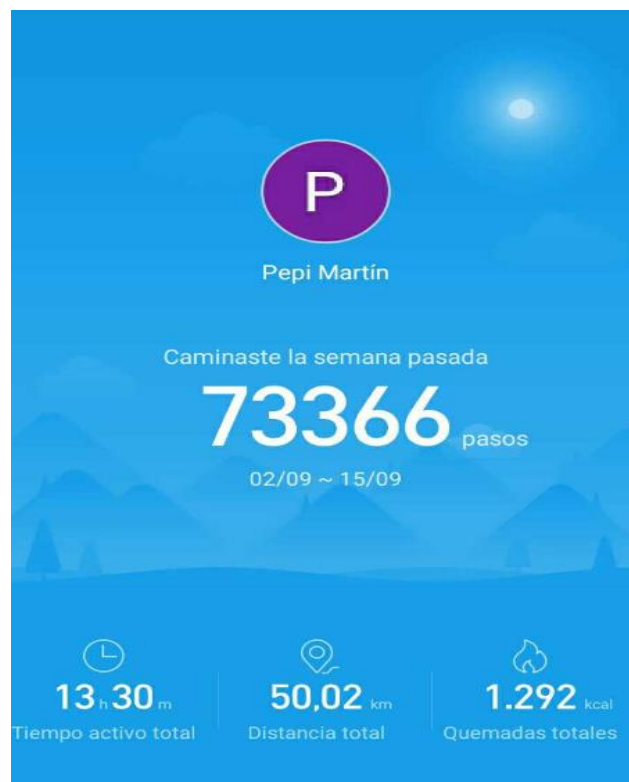 P
Pepi Martín
Caminaste la semana pasada
73366 pasos
02/09 ~ 15/09
13 h 30 m
50,02 km
1.292 kcal
Tiempo activo total
Distancia total
Quemadas totales